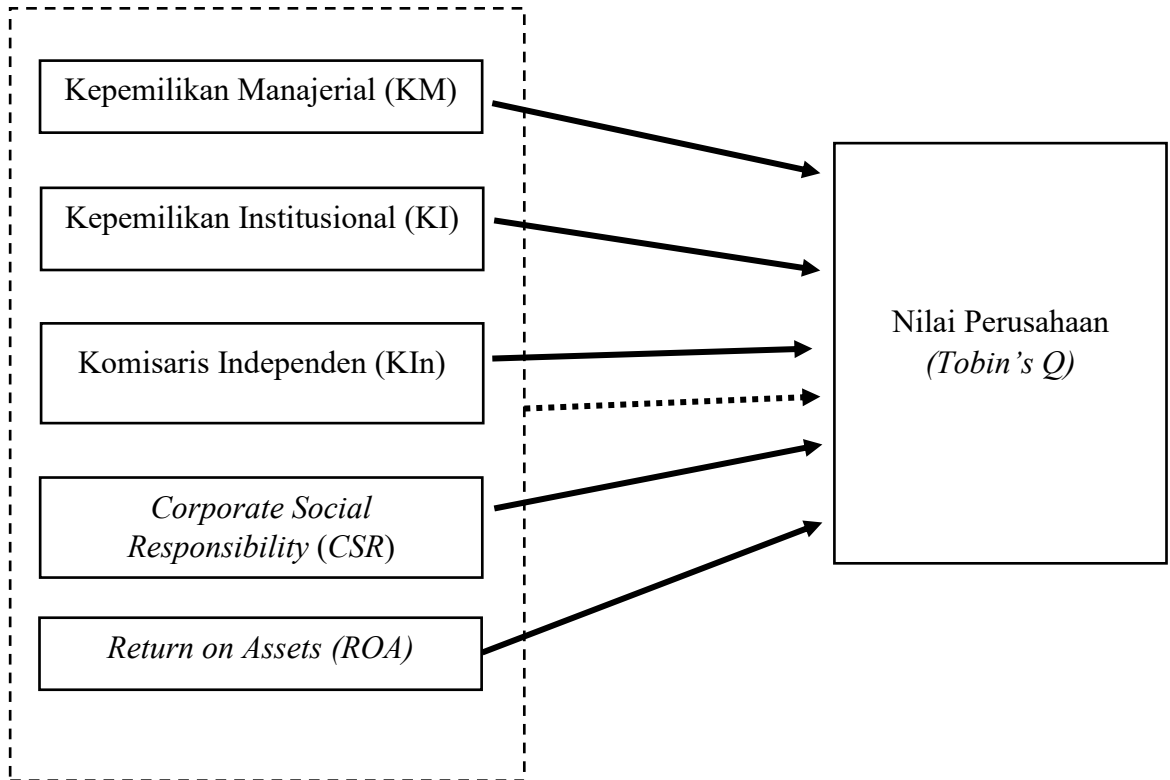 Kepemilikan Manajerial (KM)
Kepemilikan Institusional (KI)
Komisaris Independen (KIn)
Corporate Social
Responsibility (CSR)
Return on Assets (ROA)
Nilai Perusahaan
(Tobin’s Q)